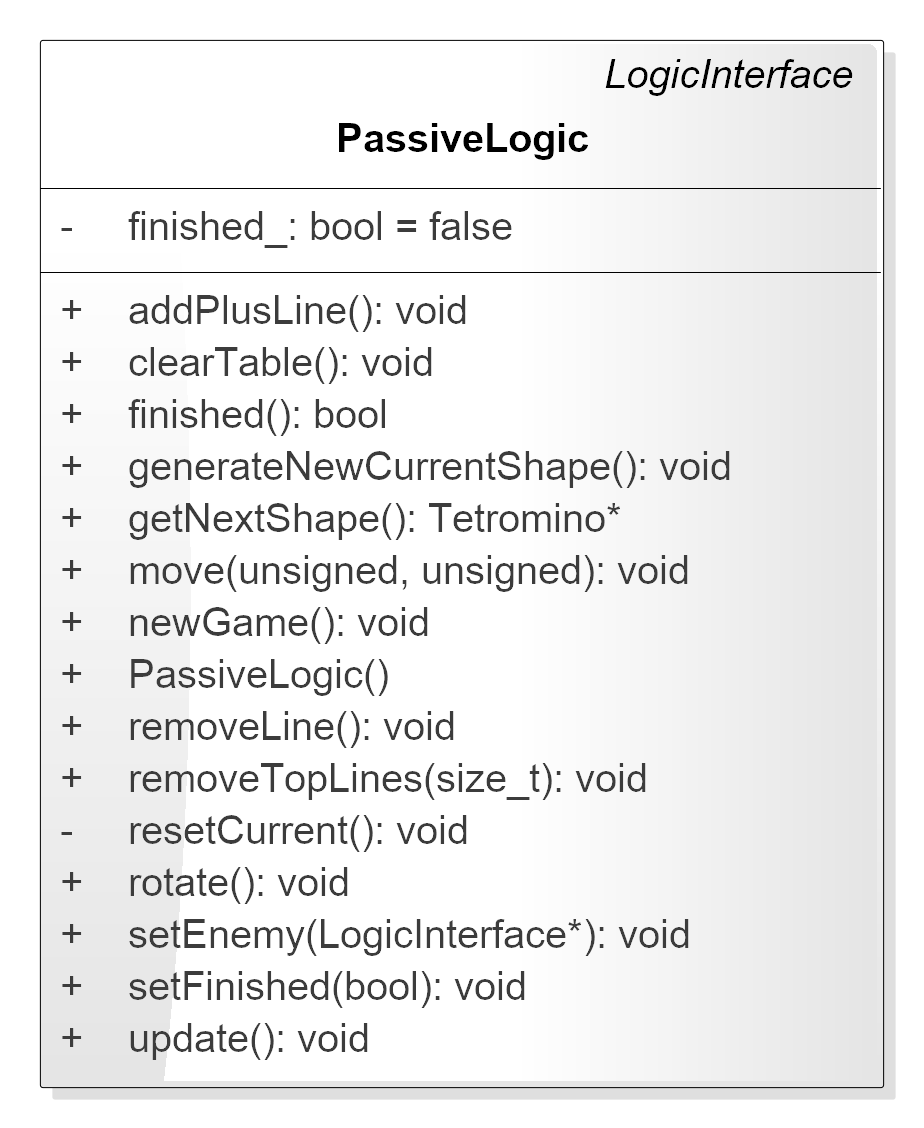 LogicInterface
PassiveLogic
- finished_: bool = false
+ addPlusLine(): void
+ clearTable(): void
+ finished(): bool
+ generateNewCurrentShape(): void
+ getNextShape(): Tetromino*
+ move(unsigned, unsigned): void
+ newGame(): void
+ PassiveLogic()
+ removeLine(): void
+ removeTopLines(size_t): void
- resetCurrent(): void
+ rotate(): void
+ setEnemy(LogicInterface*): void
+ setFinished(bool): void
+ update(): void